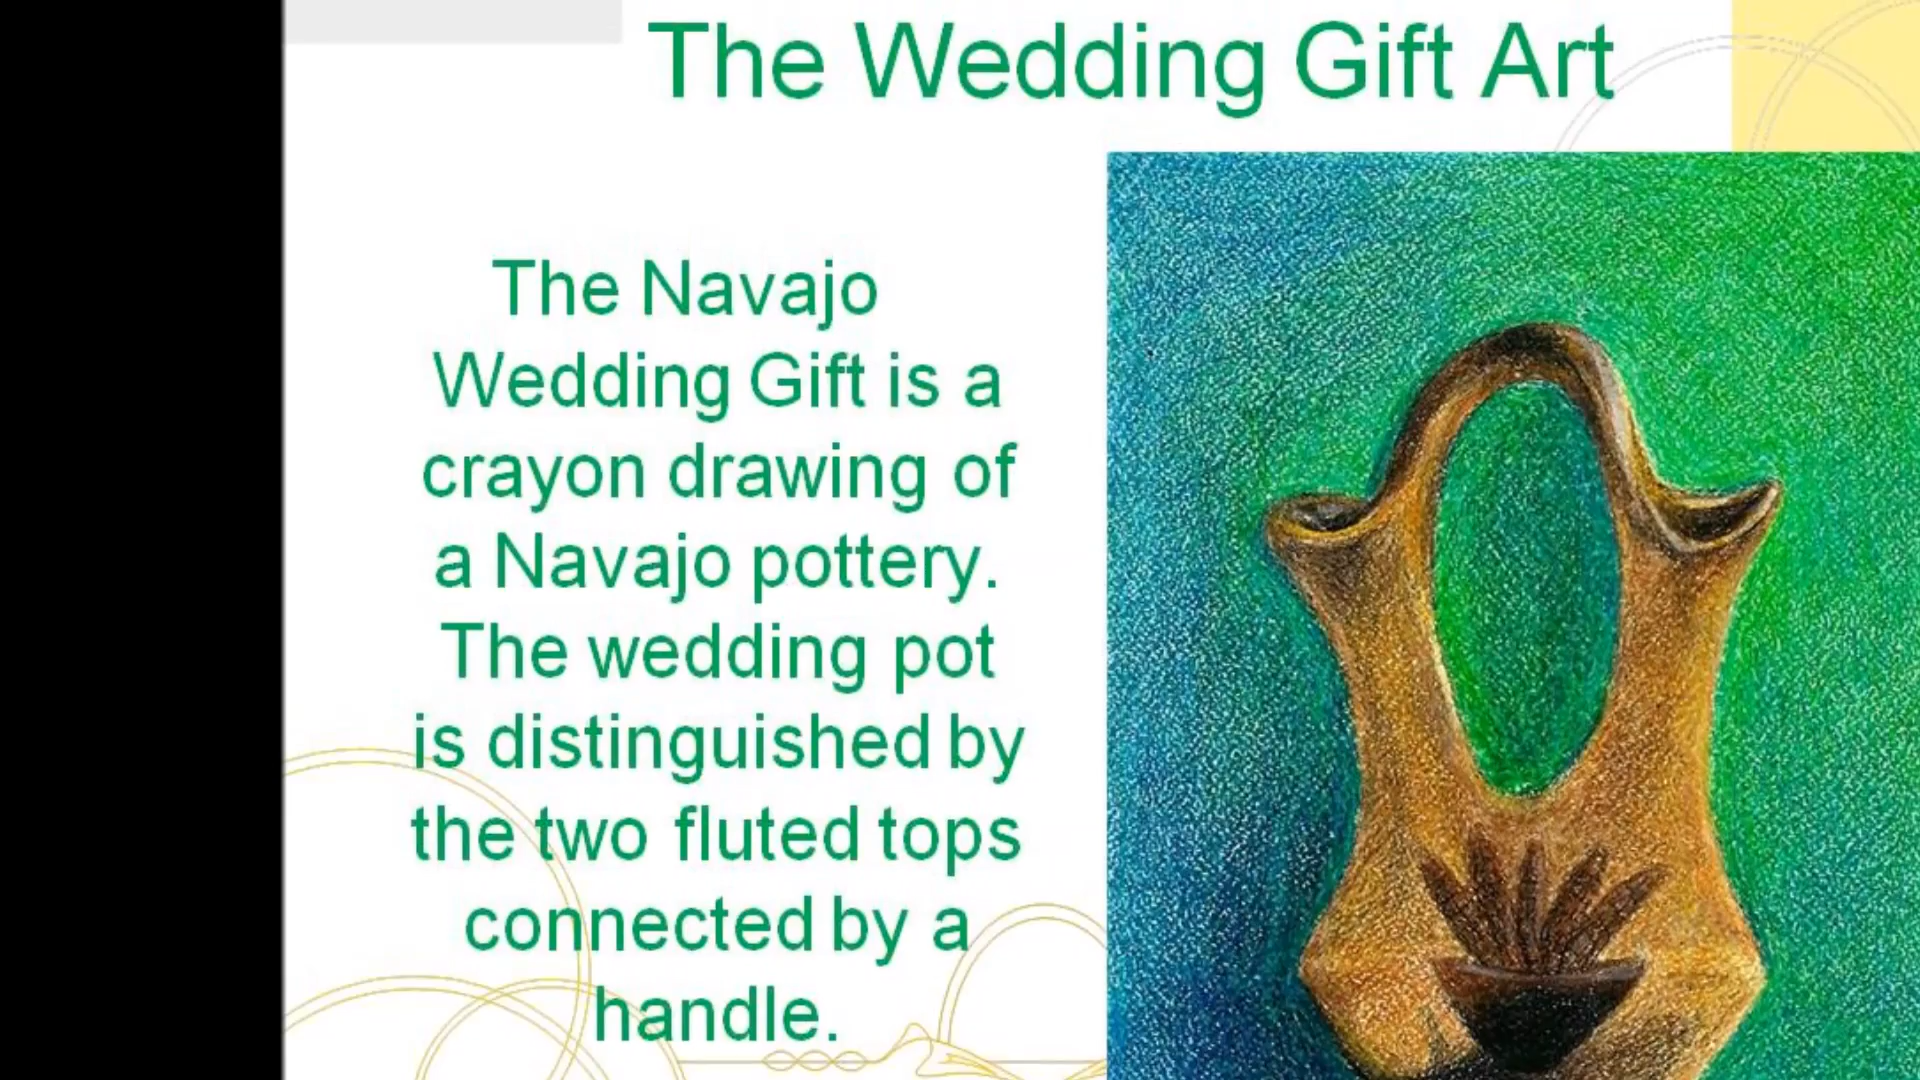 The Wedding Gift Art
The Navajo
Wedding Gift is a
crayon drawing of
a Navajo pottery.
The wedding pot
is distinguished by
the two fluted tops
connected by a
handle.